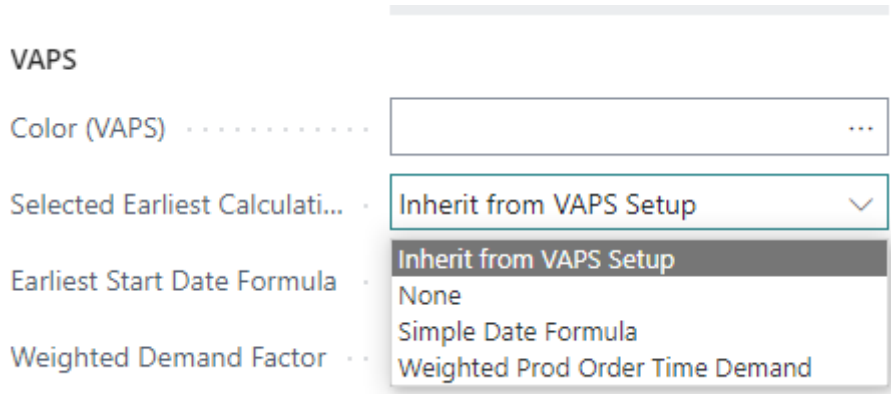 VAPS
Color (VAPS)
...
Selected Earliest Calculati...
Inherit from VAPS Setup
Inherit from VAPS Setup
None
Simple Date Formula
Weighted Prod Order Time Demand
Earliest Start Date Formula
Weighted Demand Factor